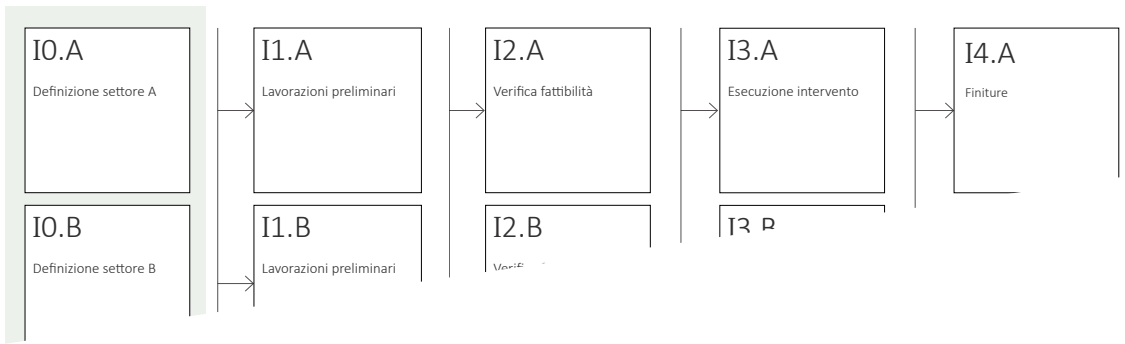 I0.A
Definizione settore A
I1.A
Lavorazioni preliminari
I2.A
Verifica fattibilità
I3.A
Esecuzione intervento
I4.A
Finiture
I0.B
Definizione settore B
I1.B
Lavorazioni preliminari
I2.B
I3.B